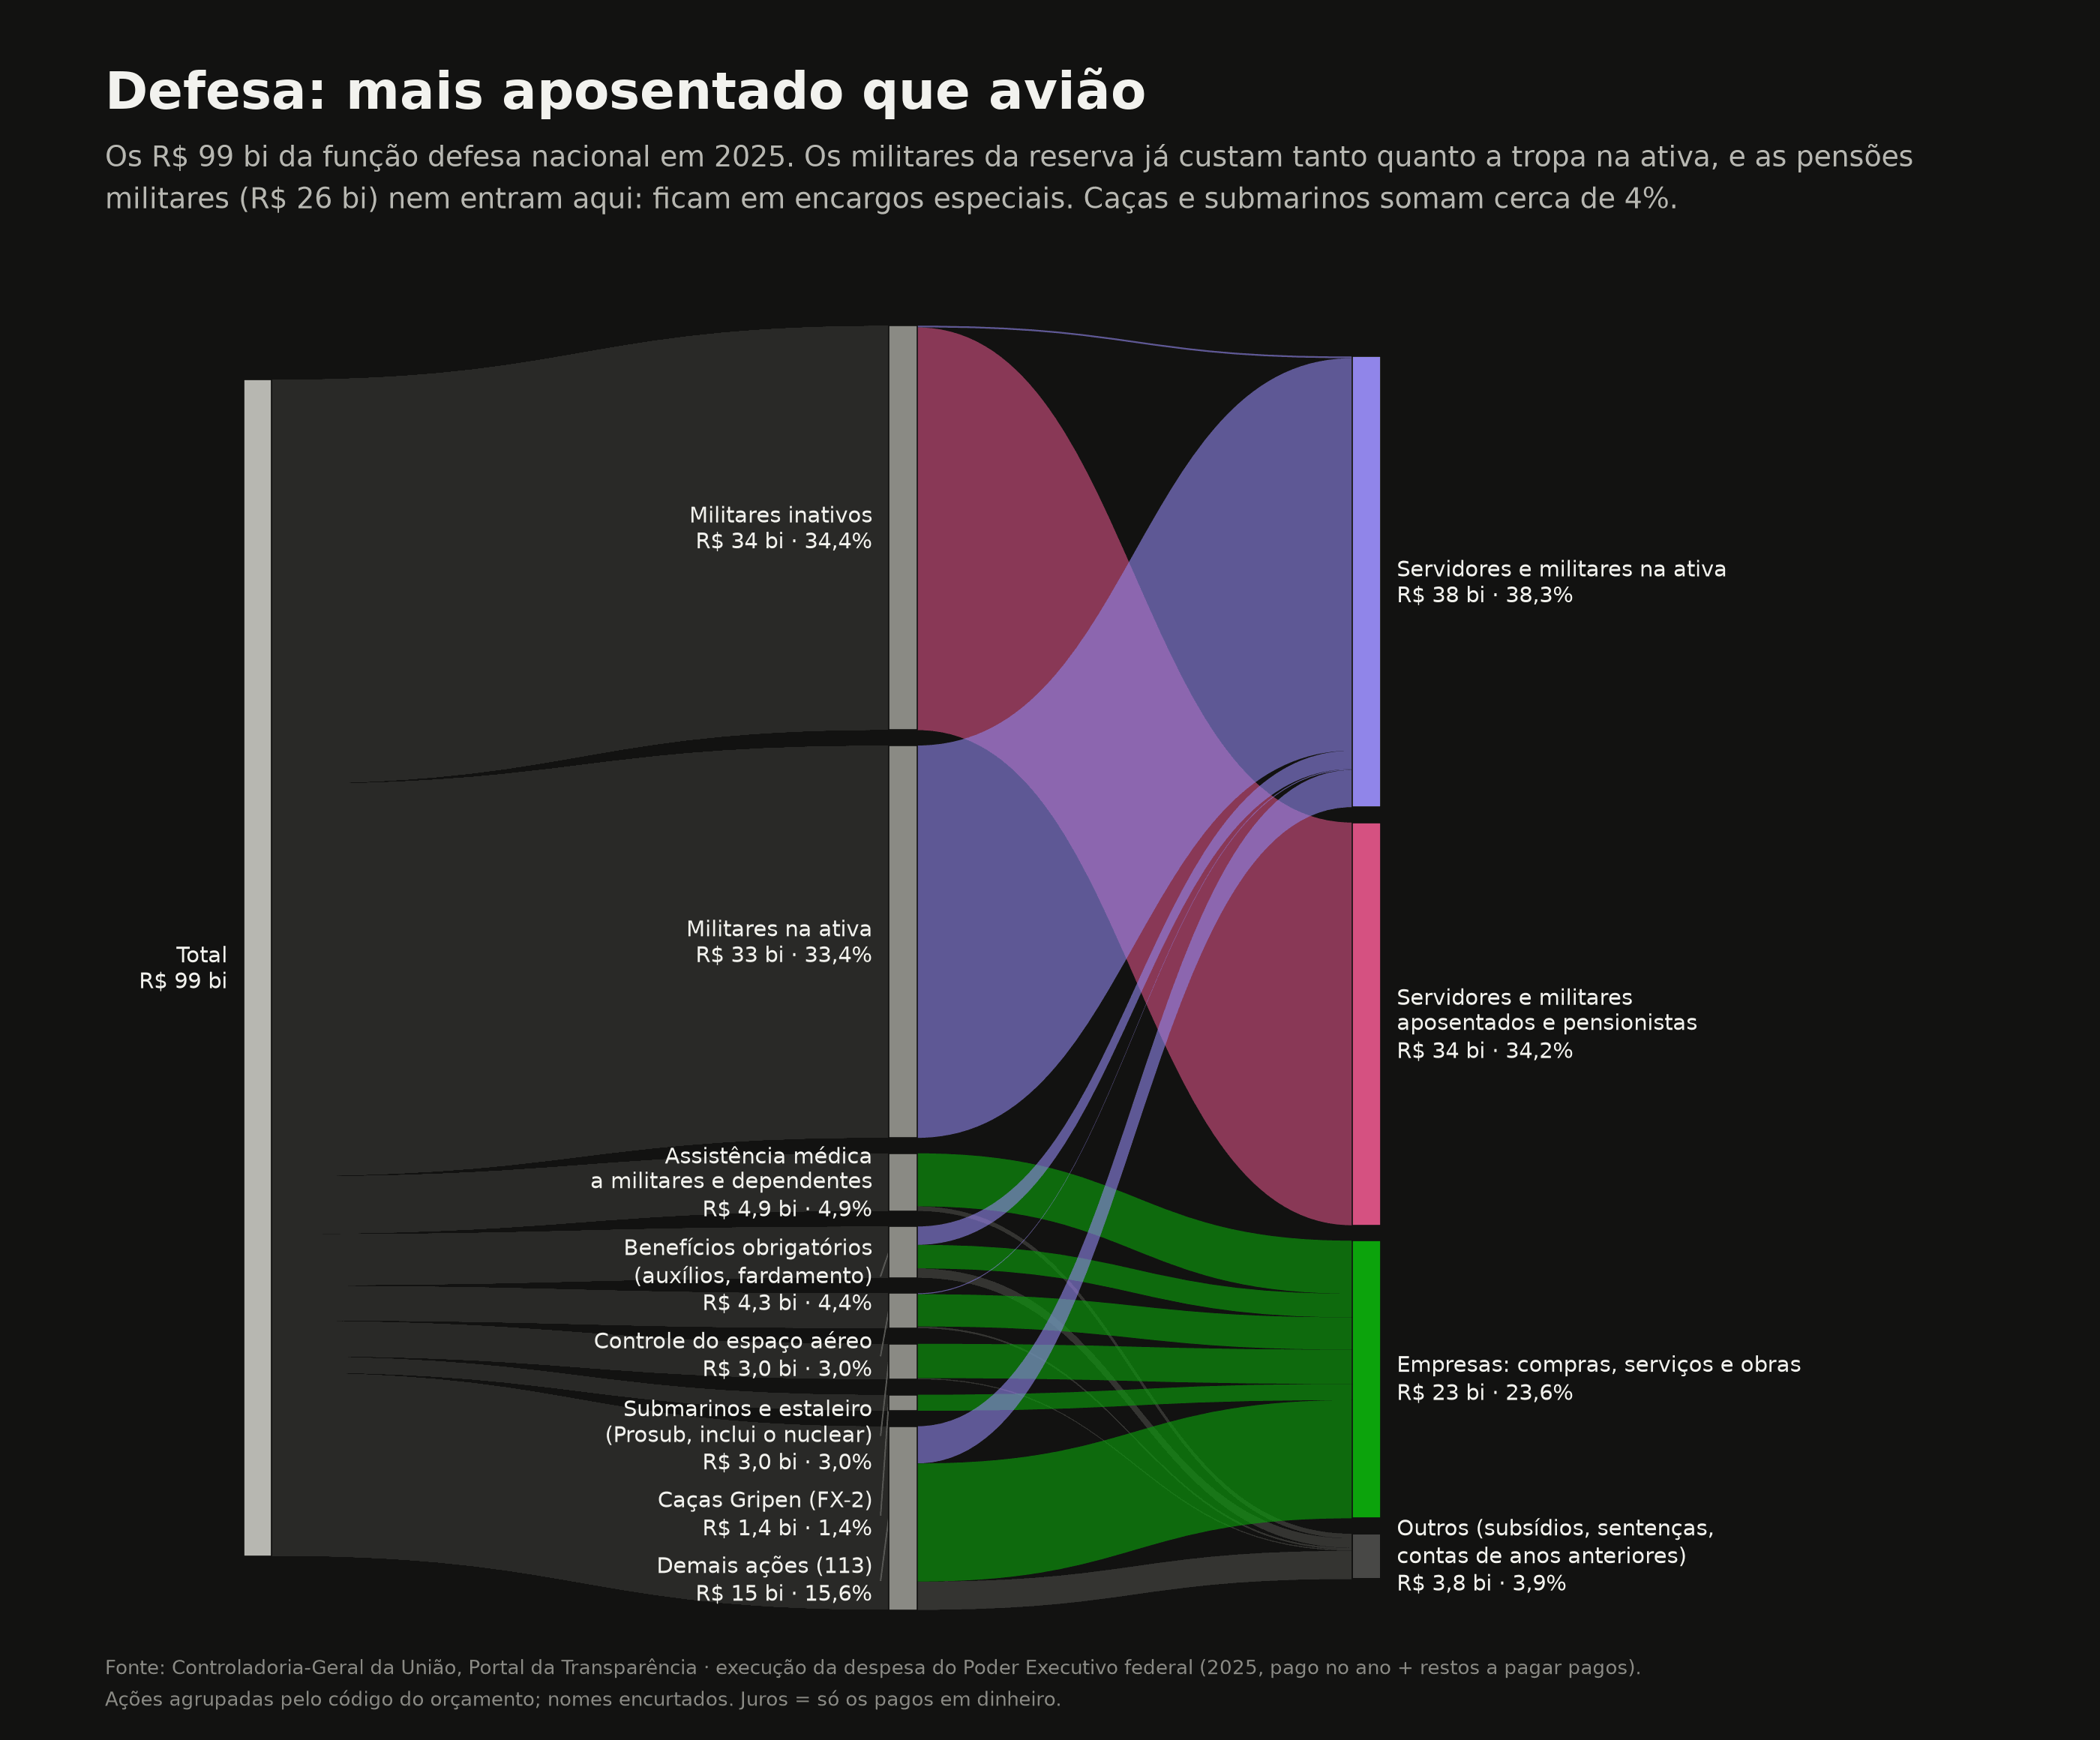 Defesa: mais aposentado que avião
Os R$ 99 bi da função defesa nacional em 2025. Os militares da reserva já custam tanto quanto a tropa na ativa, e as pensões
militares (R$ 26 bi) nem entram aqui: ficam em encargos especiais. Caças e submarinos somam cerca de 4%.
Total
R$ 99 bi
Militares inativos
R$ 34 bi · 34,4%
Militares na ativa
R$ 33 bi · 33,4%
Assistência médica
a militares e dependentes
R$ 4,9 bi · 4,9%
Benefícios obrigatórios
(auxílios, fardamento)
R$ 4,3 bi · 4,4%
Controle do espaço aéreo
R$ 3,0 bi · 3,0%
Submarinos e estaleiro
(Prosub, inclui o nuclear)
R$ 3,0 bi · 3,0%
Caças Gripen (FX-2)
R$ 1,4 bi · 1,4%
Demais ações (113)
R$ 15 bi · 15,6%
Servidores e militares na ativa
R$ 38 bi · 38,3%
Servidores e militares
aposentados e pensionistas
R$ 34 bi · 34,2%
Empresas: compras, serviços e obras
R$ 23 bi · 23,6%
Outros (subsídios, sentenças,
contas de anos anteriores)
R$ 3,8 bi · 3,9%
Fonte: Controladoria-Geral da União, Portal da Transparência · execução da despesa do Poder Executivo federal (2025, pago no ano + restos a pagar pagos).
Ações agrupadas pelo código do orçamento; nomes encurtados. Juros = só os pagos em dinheiro.